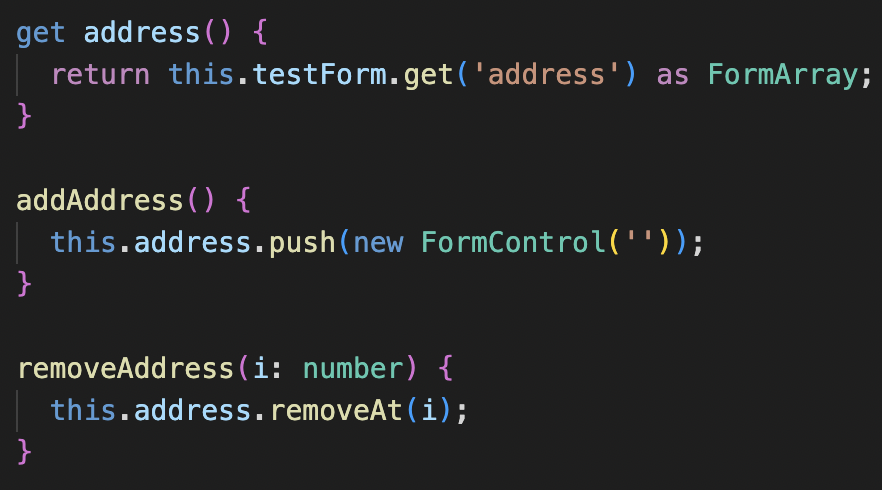 get address() {
  return this.testForm.get('address') as FormArray;
}

addAddress() {
  this.address.push(new FormControl(''));
}

removeAddress(i: number) {
  this.address.removeAt(i);
}